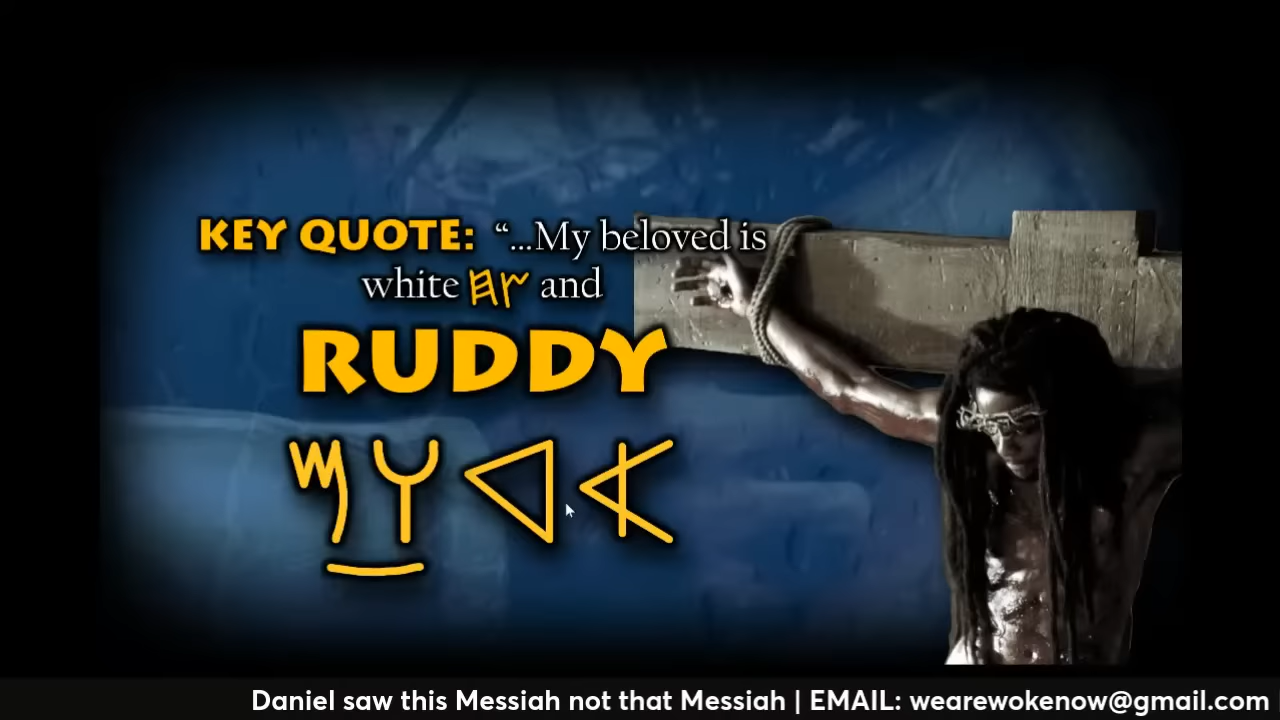 KEY QUOTE: “...My beloved is
white 𐤑𐤇 and
RUDDY
𐤀𐤃𐤅𐤌
Daniel saw this Messiah not that Messiah | EMAIL: wearewokenow@gmail.com